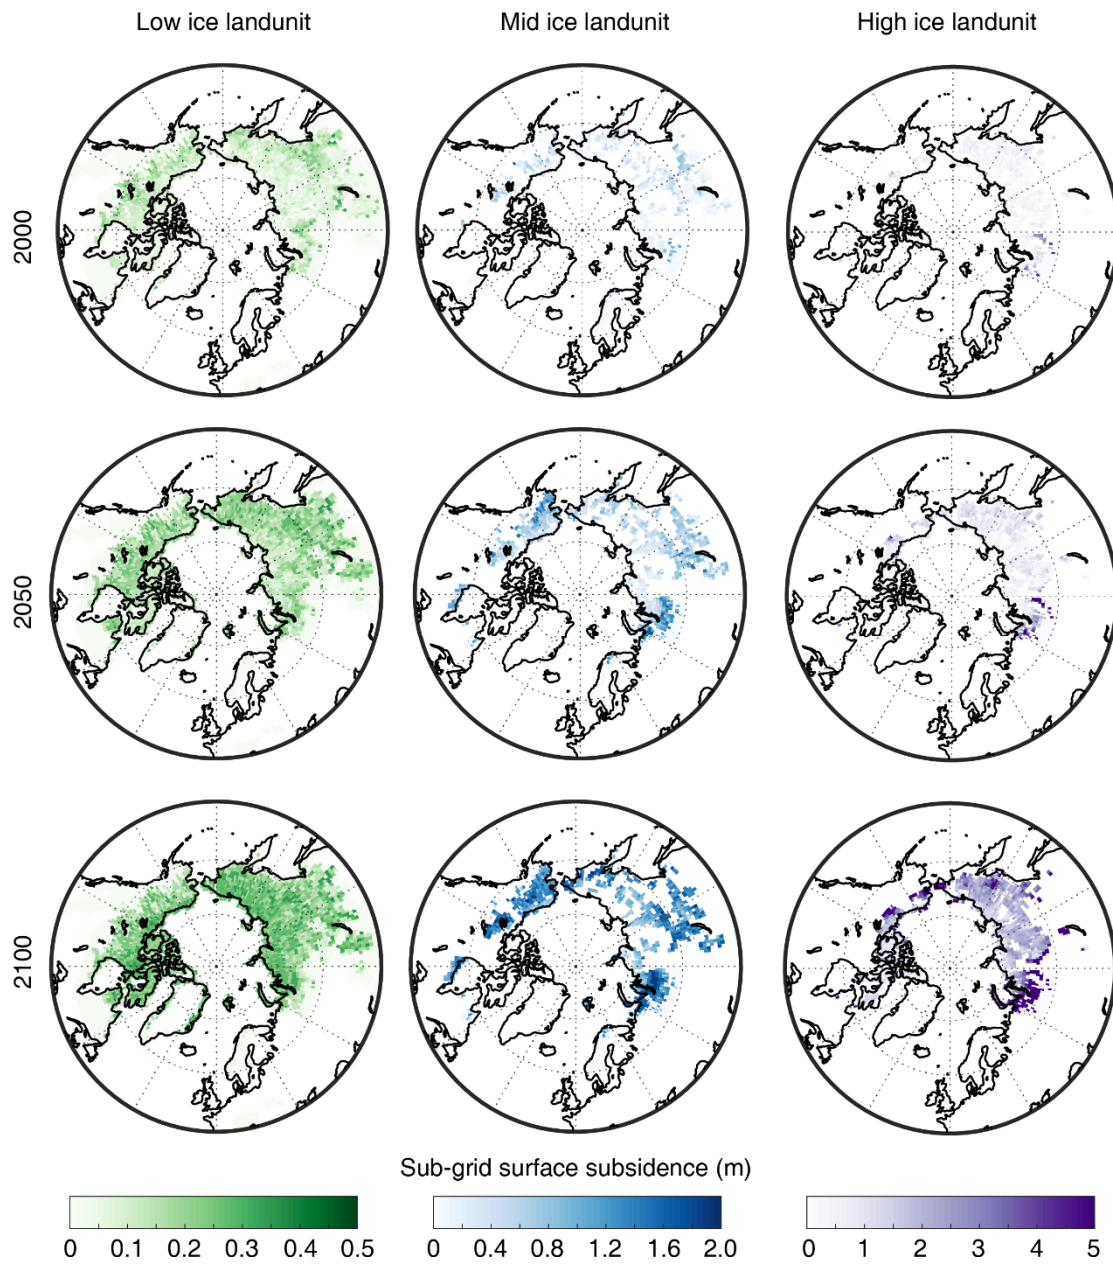 Low ice landunit Mid ice landunit High ice landunit
2000
2050
2100
Sub-grid surface subsidence (m)
0 0.1 0.2 0.3 0.4 0.5 0 0.4 0.8 1.2 1.6 2.0 0 1 2 3 4 5